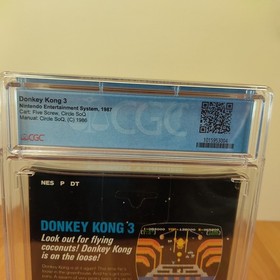 Donkey Kong 3
Nintendo Entertainment System, 1987
Cart: Five Screw, Circle SoQ
Manual: Circle SoQ, (C) 1986
CGC
CGC
NES P DT
DONKEY KONG 3
Look out for flying
coconuts! Donkey Kong
is on the loose!